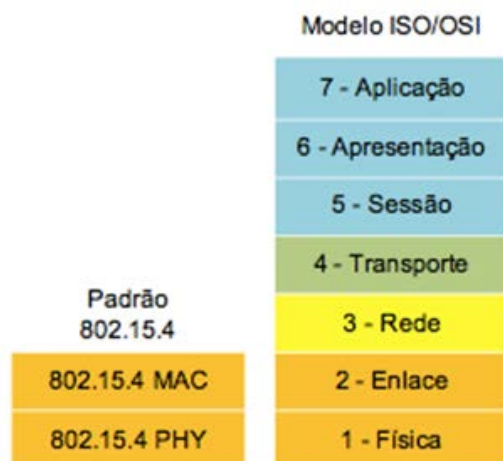 Modelo ISO/OSI
7 - Aplicação
6 - Apresentação
5 - Sessão
4 - Transporte
3 - Rede
2 - Enlace
1 - Física
Padrão
802.15.4
802.15.4 MAC
802.15.4 PHY